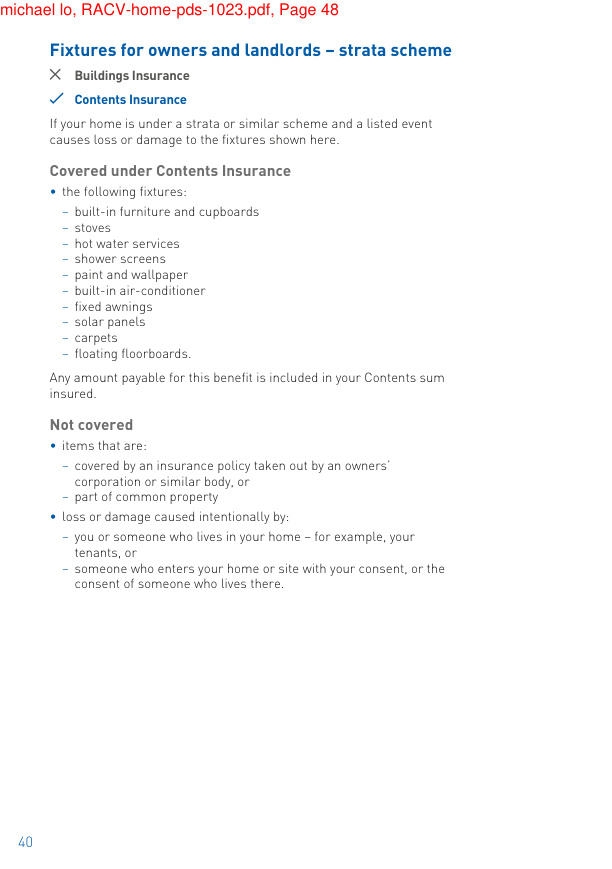 michael lo, RACV-home-pds-1023.pdf, Page 48
Fixtures for owners and landlords – strata scheme
Buildings Insurance
Contents Insurance
If your home is under a strata or similar scheme and a listed event
causes loss or damage to the fixtures shown here.
Covered under Contents Insurance
• the following fixtures:
– built-in furniture and cupboards
– stoves
– hot water services
– shower screens
– paint and wallpaper
– built-in air-conditioner
– fixed awnings
– solar panels
– carpets
– floating floorboards.
Any amount payable for this benefit is included in your Contents sum
insured.
Not covered
• items that are:
– covered by an insurance policy taken out by an owners’
corporation or similar body, or
– part of common property
• loss or damage caused intentionally by:
– you or someone who lives in your home – for example, your
tenants, or
– someone who enters your home or site with your consent, or the
consent of someone who lives there.
40